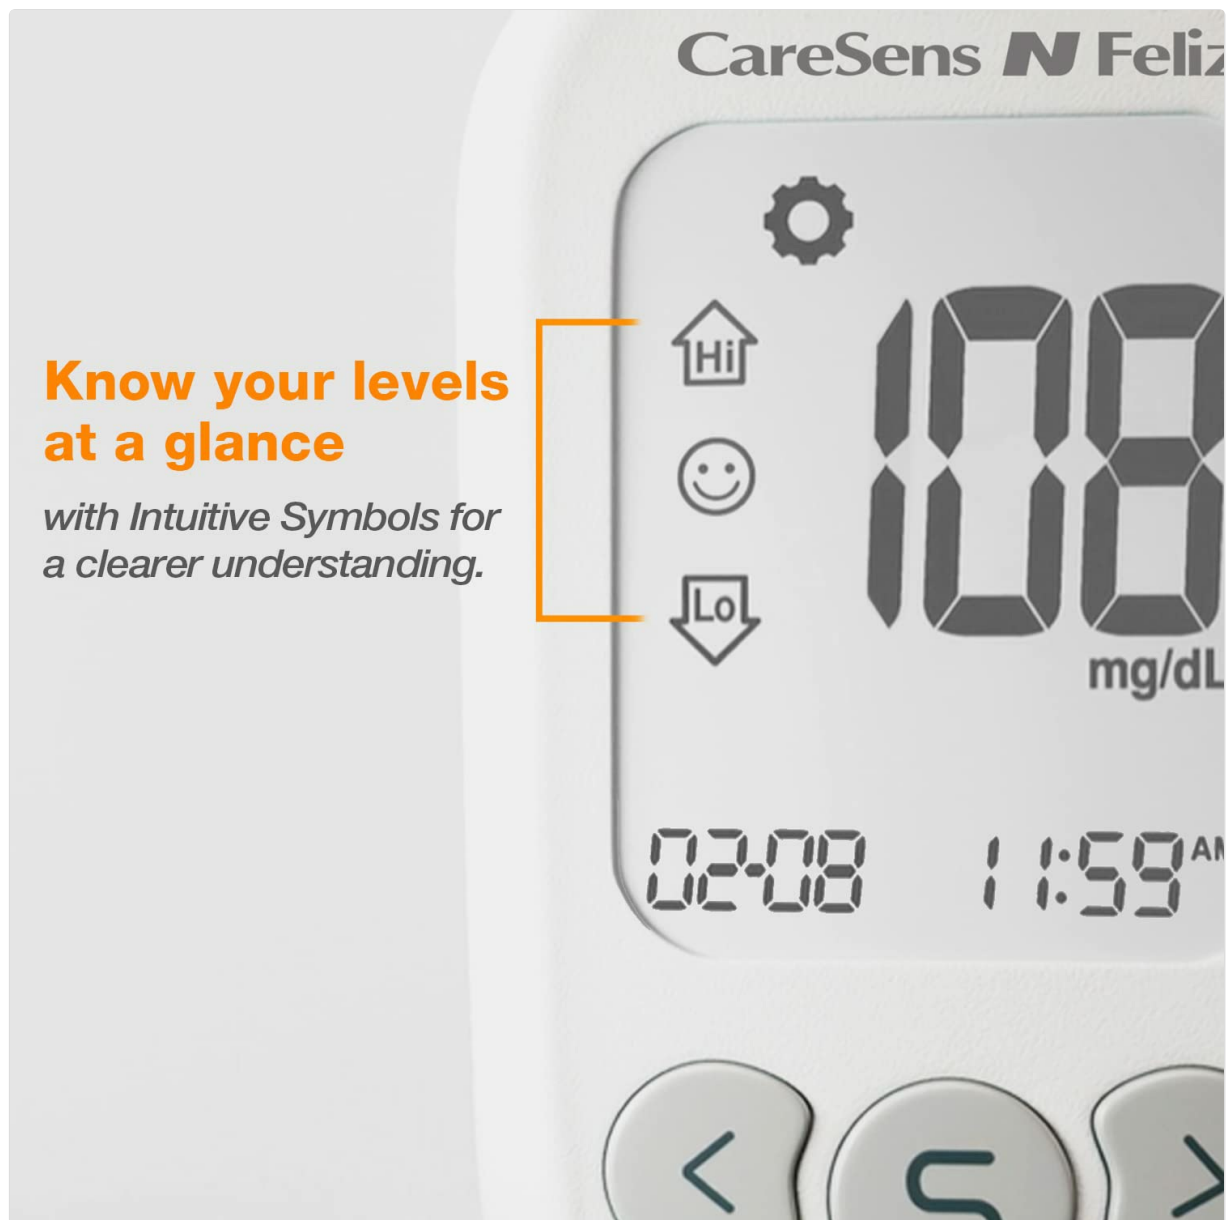 CareSens N Feliz
Hi
108
Know your levels
at a glance
with Intuitive Symbols for
a clearer understanding.
Lo
mg/dL
02-08 11:59 AM